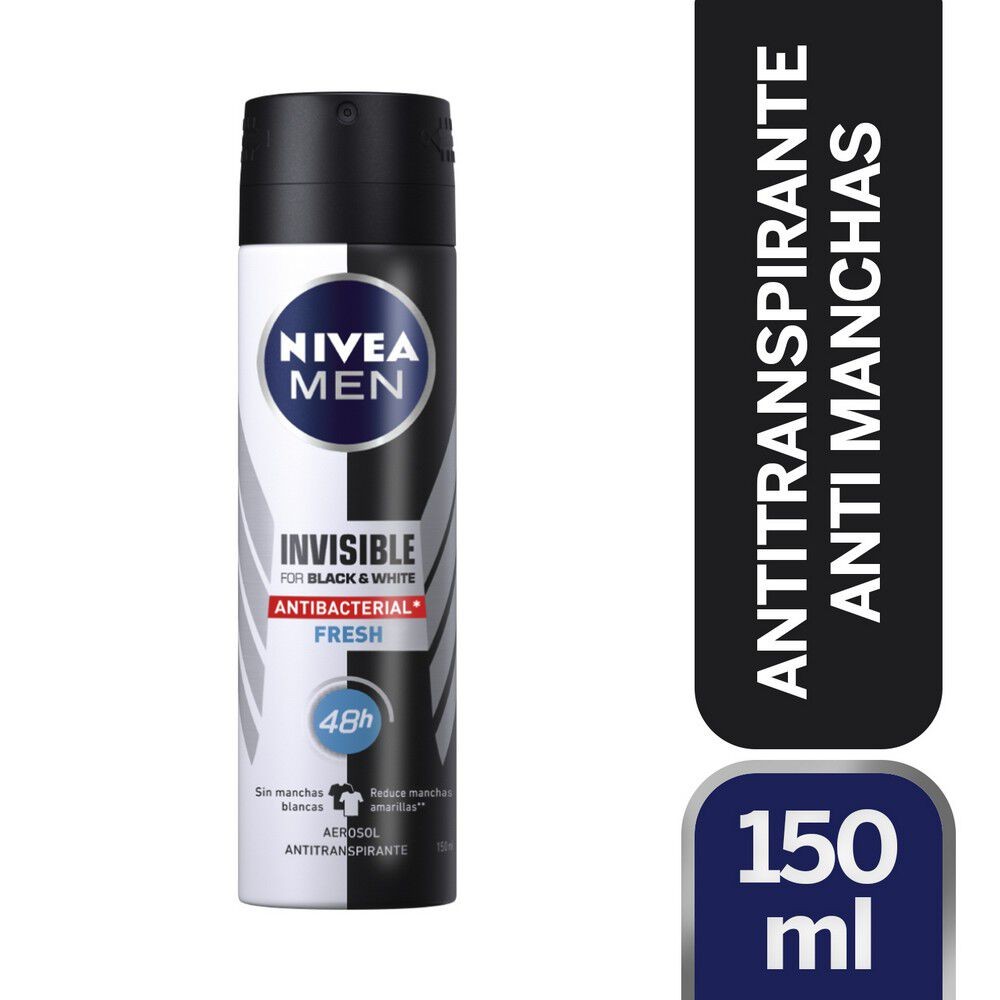 NIVEA
MEN
INVISIBLE
FOR BLACK & WHITE
ANTIBACTERIAL*
FRESH
48h
Sin manchas
blancas
Reduce manchas
amarillas**
AEROSOL
ANTITRANSPIRANTE
150 ml
ANTITRANSPIRANTE
ANTI MANCHAS
150
ml